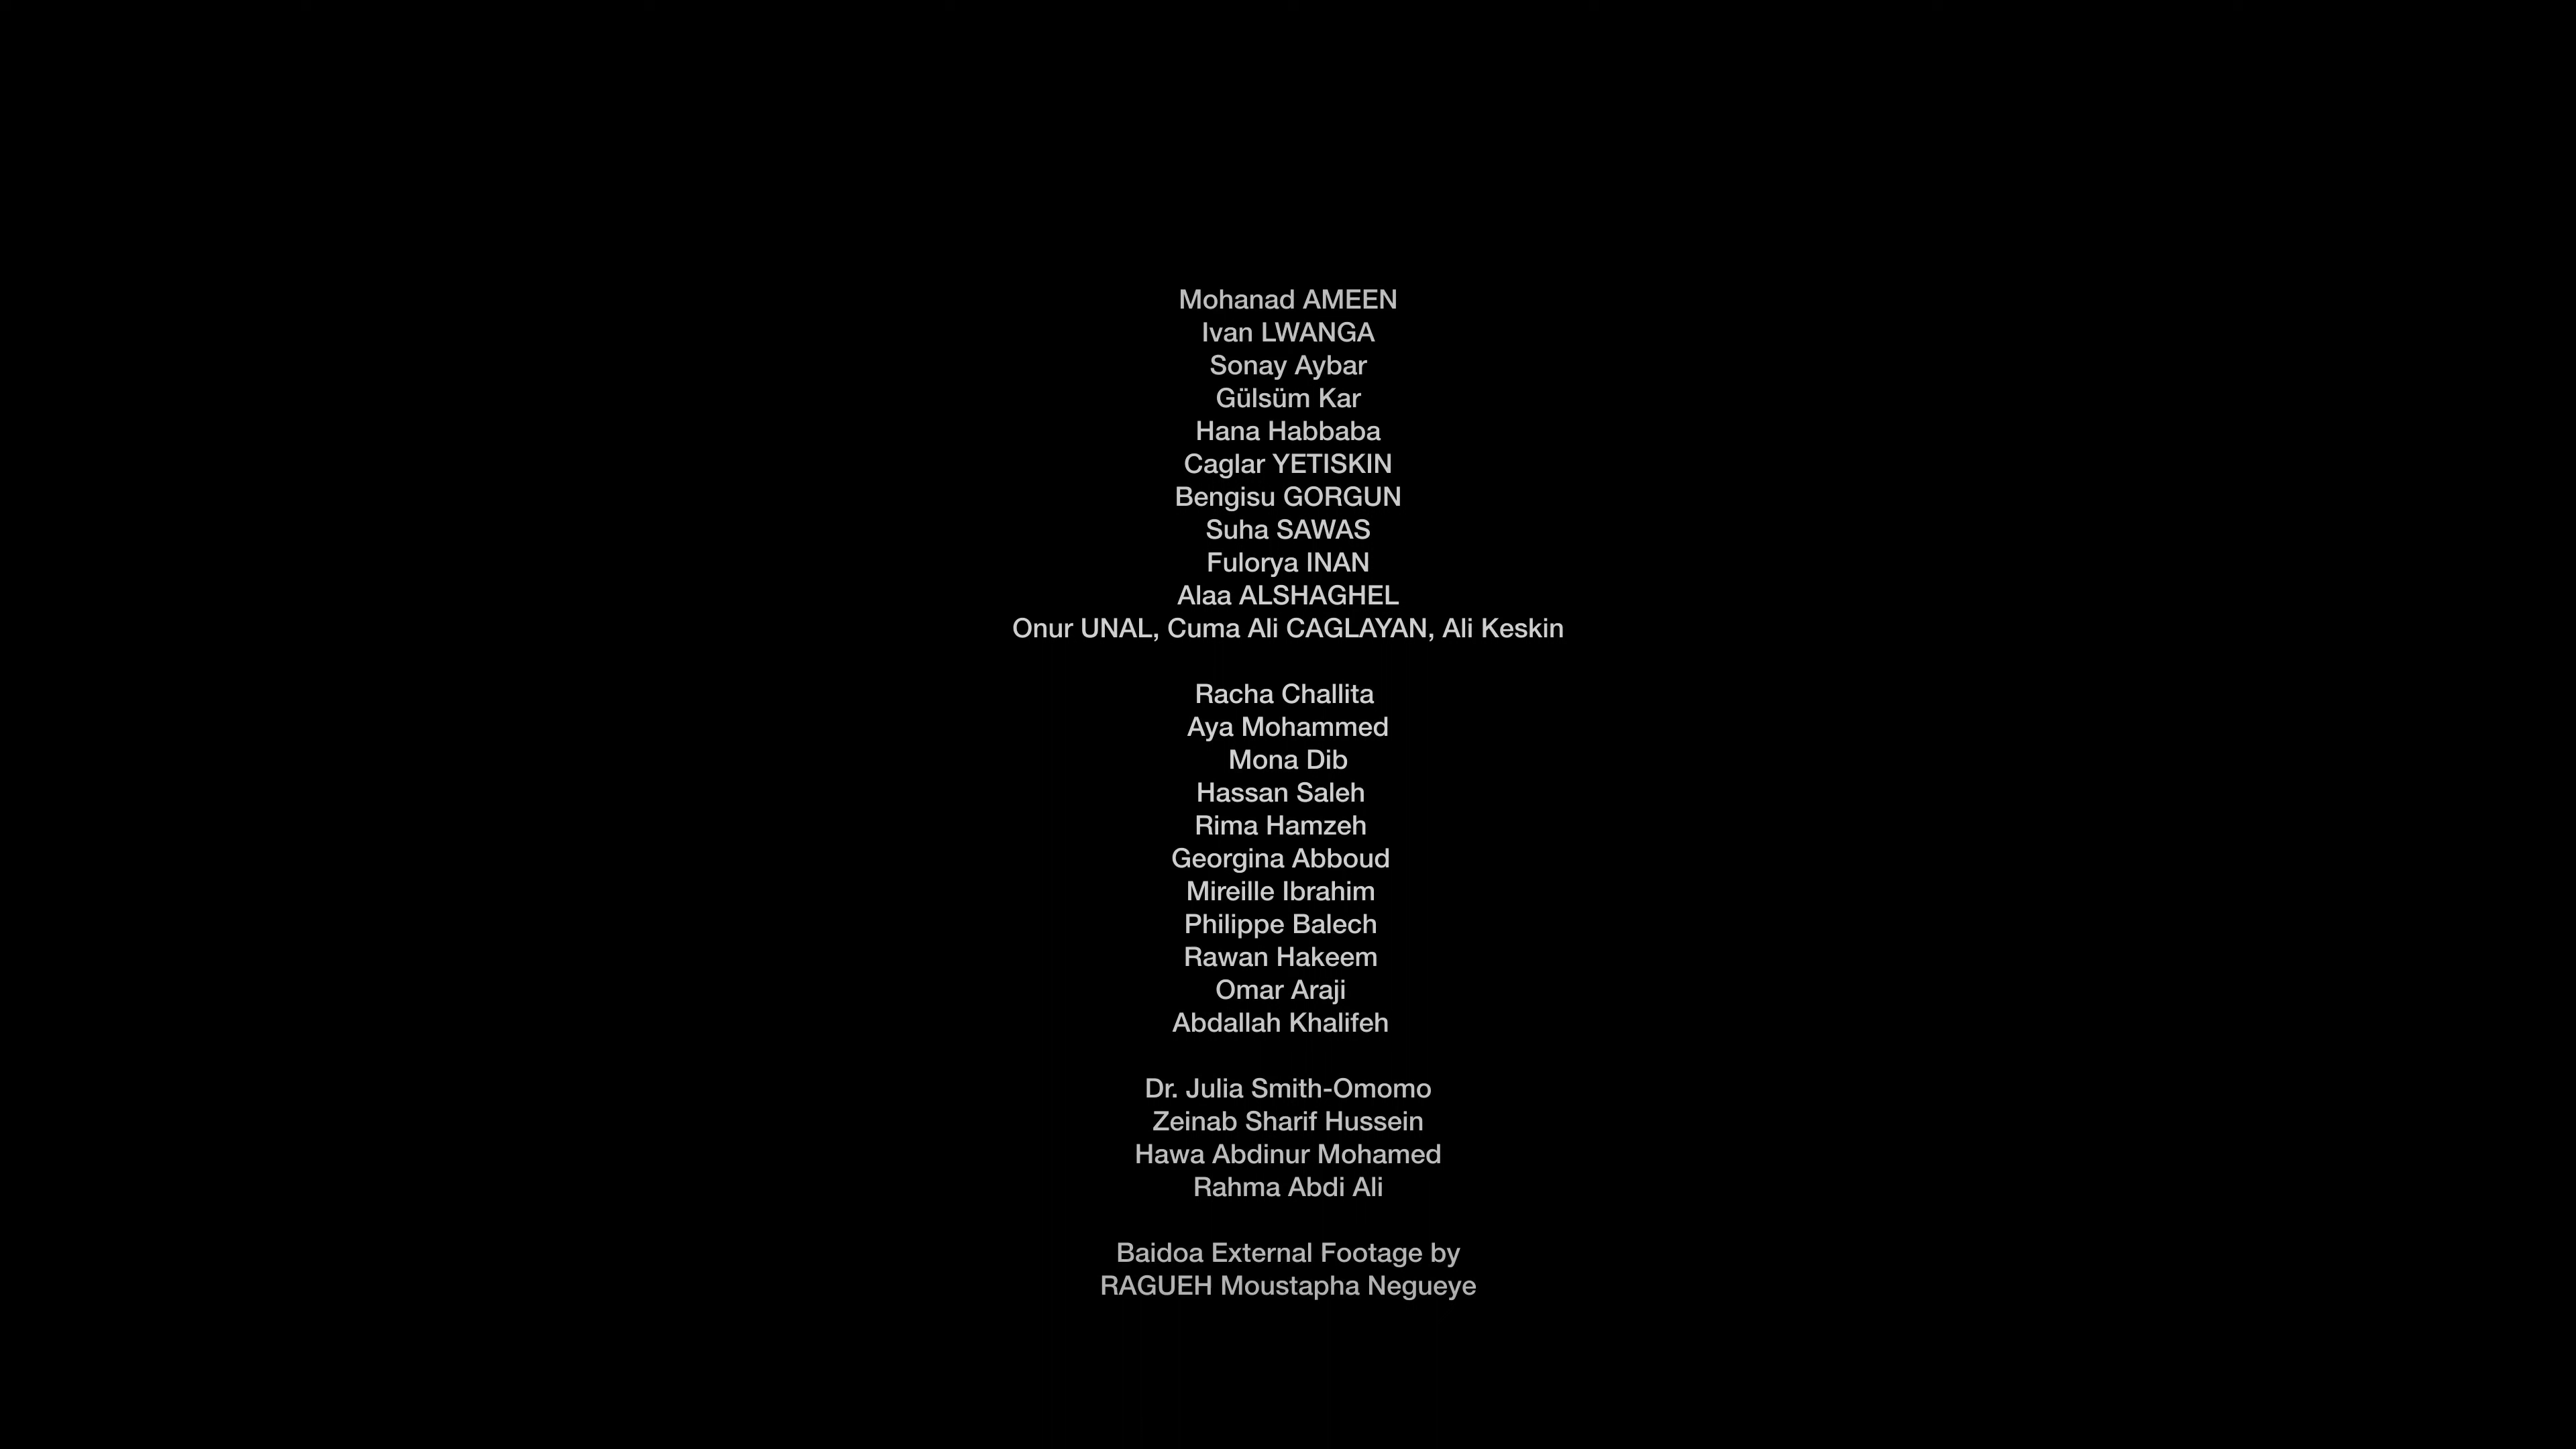 Mohanad AMEEN
Ivan LWANGA
Sonay Aybar
Gülsüm Kar
Hana Habbaba
Caglar YETISKIN
Bengisu GORGUN
Suha SAWAS
Fulorya INAN
Alaa ALSHAGHEL
Onur UNAL, Cuma Ali CAGLAYAN, Ali Keskin
Racha Challita
Aya Mohammed
Mona Dib
Hassan Saleh
Rima Hamzeh
Georgina Abboud
Mireille Ibrahim
Philippe Balech
Rawan Hakeem
Omar Araji
Abdallah Khalifeh
Dr. Julia Smith-Omomo
Zeinab Sharif Hussein
Hawa Abdinur Mohamed
Rahma Abdi Ali
Baidoa External Footage by
RAGUEH Moustapha Negueye